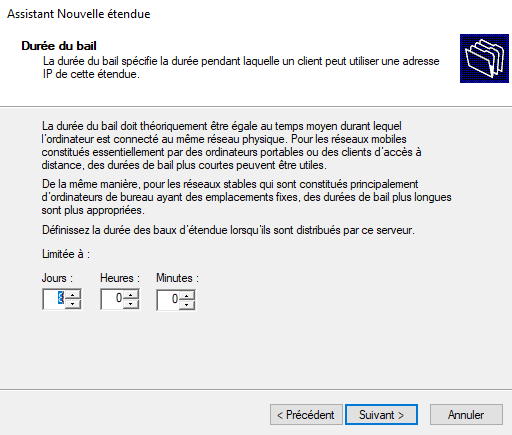 Assistant Nouvelle étendue
Durée du bail
La durée du bail spécifie la durée pendant laquelle un client peut utiliser une adresse
IP de cette étendue.
La durée du bail doit théoriquement être égale au temps moyen durant lequel
l'ordinateur est connecté au même réseau physique. Pour les réseaux mobiles
constitués essentiellement par des ordinateurs portables ou des clients d'accès à
distance, des durées de bail plus courtes peuvent être utiles.
De la même manière, pour les réseaux stables qui sont constitués principalement
d'ordinateurs de bureau ayant des emplacements fixes, des durées de bail plus longues
sont plus appropriées.
Définissez la durée des baux d'étendue lorsqu'ils sont distribués par ce serveur.
Limitée à :
Jours : Heures : Minutes :
0 0
< Précédent Suivant > Annuler